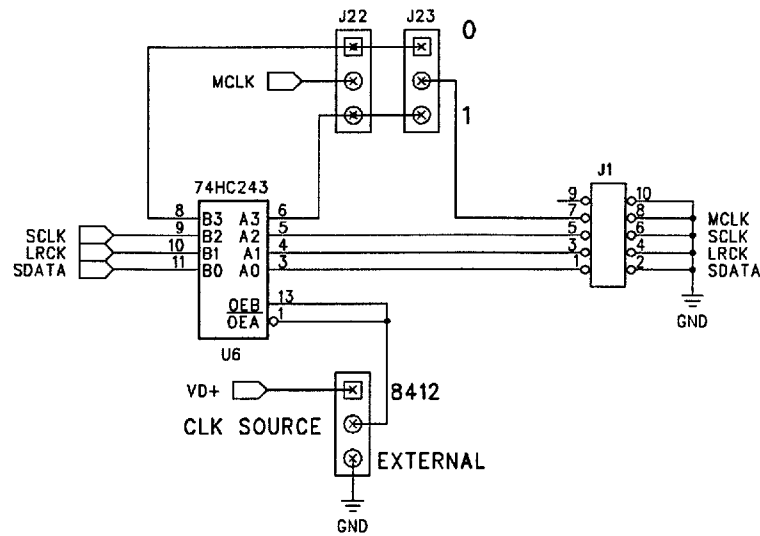 J22 J23
0
MCLK
1
74HC243
J1
9 10
8 B3 A3 6 7 8 MCLK
SCLK 9 B2 A2 5 5 6 SCLK
LRCK 10 B1 A1 4 3 4 LRCK
SDATA 11 B0 A0 3 1 2 SDATA
OEB 13
OEA 1
GND
U6
VD+ 8412
CLK SOURCE
EXTERNAL
GND